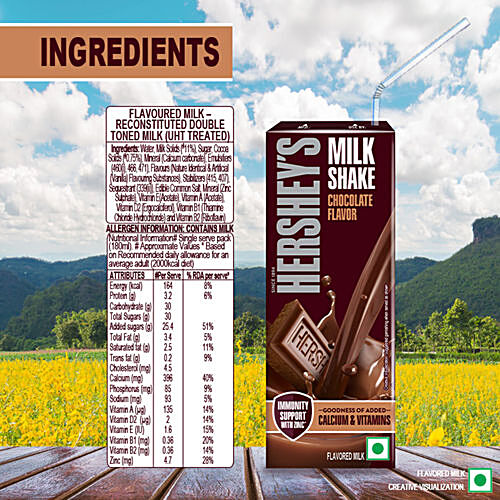 INGREDIENTS
FLAVOURED MILK –
RECONSTITUTED DOUBLE
TONED MILK (UHT TREATED)
Ingredients: Water, Milk Solids (*11%), Sugar, Cocoa
Solids (*0.75%), Mineral (Calcium carbonate), Emulsifiers
(460(i), 466, 471), Flavours (Nature Identical & Artificial
(Vanilla) Flavouring Substances), Stabilizers (415, 407),
Sequestrant (339(ii)), Edible Common Salt, Mineral (Zinc
Sulphate), Vitamin E(Acetate), Vitamin A (Acetate),
Vitamin D2 (Ergocalciferol), Vitamin B1(Thiamine
Chloride Hydrochloride) and Vitamin B2 (Riboflavin)
ALLERGEN INFORMATION: CONTAINS MILK
Nutritional Information# Single serve pack
(180ml). # Approximate Values * Based
on Recommended daily allowance for an
average adult (2000kcal diet)
ATTRIBUTES #Per Serve % RDA per serve*
Energy (kcal) 164 8%
Protein (g) 3.2 6%
Carbohydrate (g) 30
Total Sugars (g) 30
Added sugars (g) 25.4 51%
Total Fat (g) 3.4 5%
Saturated fat (g) 2.5 11%
Trans fat (g) 0.2 9%
Cholesterol (mg) 4.5
Calcium (mg) 396 40%
Phosphorous (mg) 85 9%
Sodium (mg) 93 5%
Vitamin A (µg) 135 14%
Vitamin D2 (µg) 2 14%
Vitamin E (IU) 1.6 15%
Vitamin B1 (mg) 0.36 20%
Vitamin B2 (mg) 0.36 14%
Zinc (mg) 4.7 28%
HERSHEY'S
SINCE 1894
MILK
SHAKE
CHOCOLATE
FLAVOR
HERSH
IMMUNITY
SUPPORT
WITH ZINC*
GOODNESS OF ADDED
CALCIUM & VITAMINS
FLAVORED MILK
FLAVORED MILK
CREATIVE VISUALIZATION.